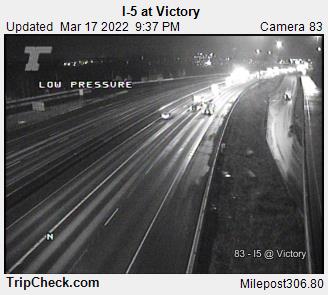 I-5 at Victory
Updated Mar 17 2022 9:37 PM Camera 83
LOW PRESSURE
N
83 - I5 @ Victory
TripCheck.com Milepost306.80